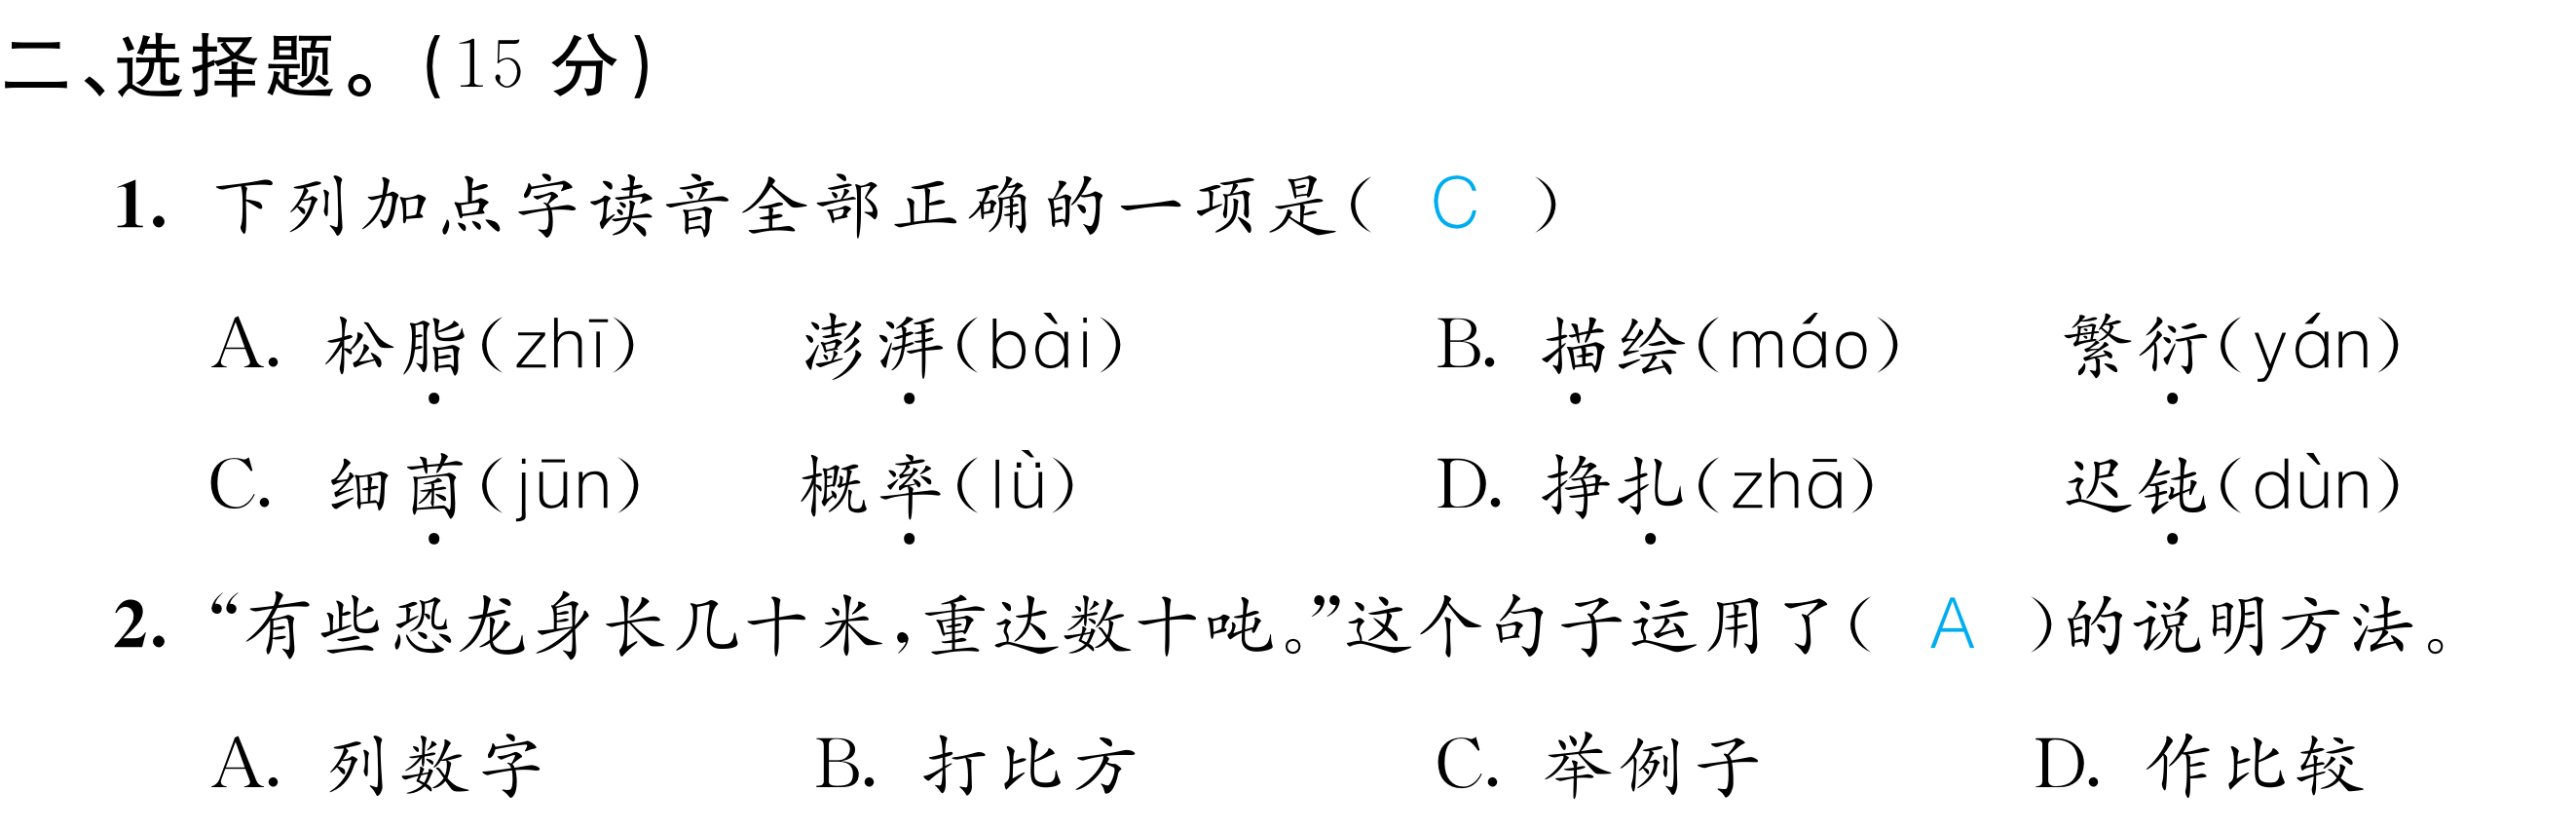 二、选择题。(15 分)
1. 下列加点字读音全部正确的一项是( C )
A. 松脂(zhī) 澎湃(bài) B. 描绘(máo) 繁衍(yán)
C. 细菌(jūn) 概率(lǜ) D. 挣扎(zhā) 迟钝(dùn)
2. “有些恐龙身长几十米,重达数十吨。”这个句子运用了( A )的说明方法。
A. 列数字 B. 打比方 C. 举例子 D. 作比较